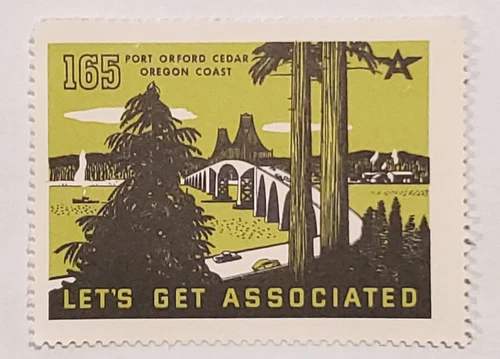 165
PORT ORFORD CEDAR
OREGON COAST
A
LET'S GET ASSOCIATED